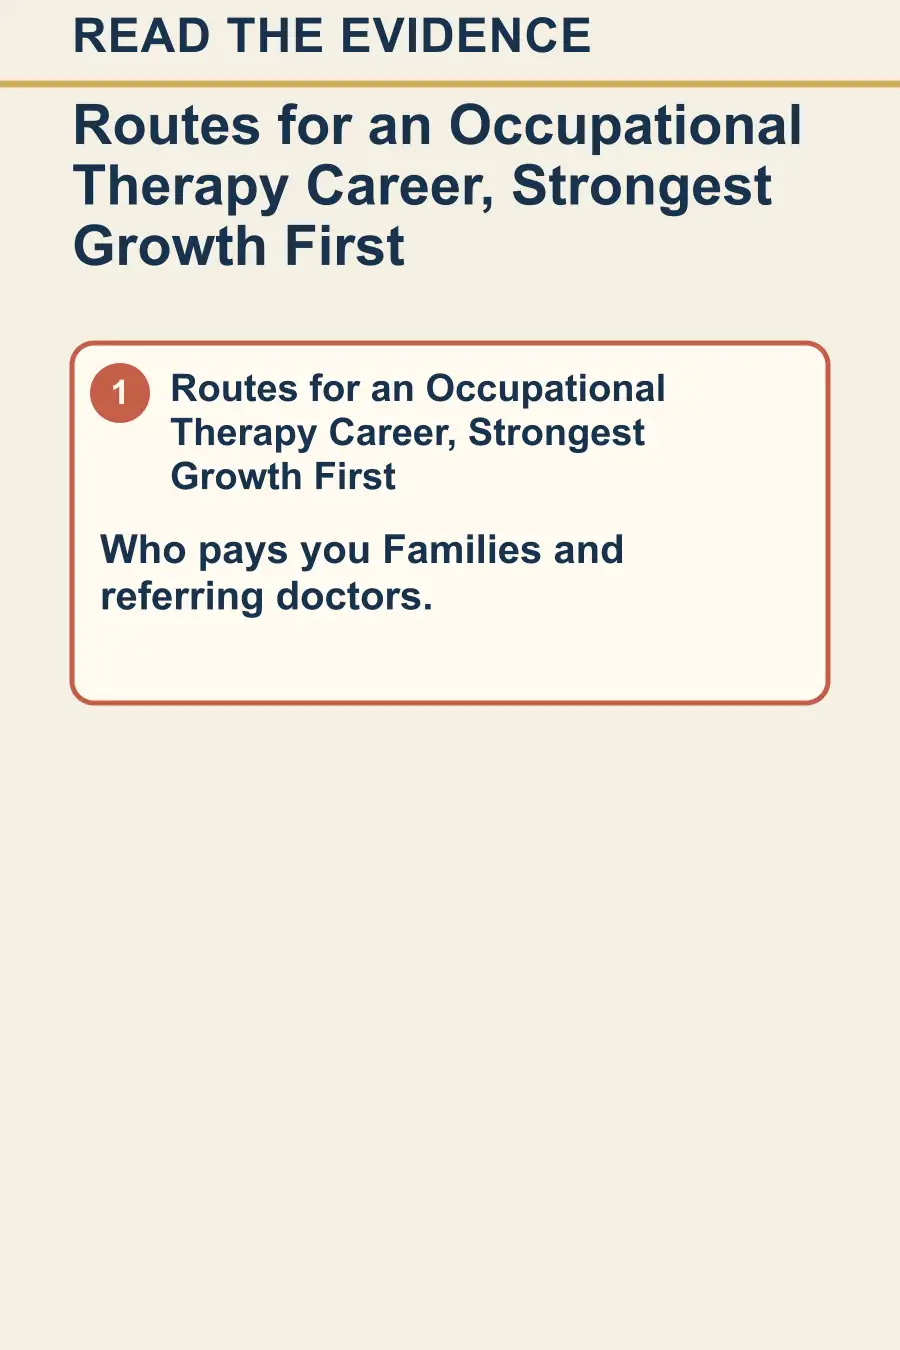 READ THE EVIDENCE
Routes for an Occupational
Therapy Career, Strongest
Growth First
1
Routes for an Occupational
Therapy Career, Strongest
Growth First
Who pays you Families and
referring doctors.